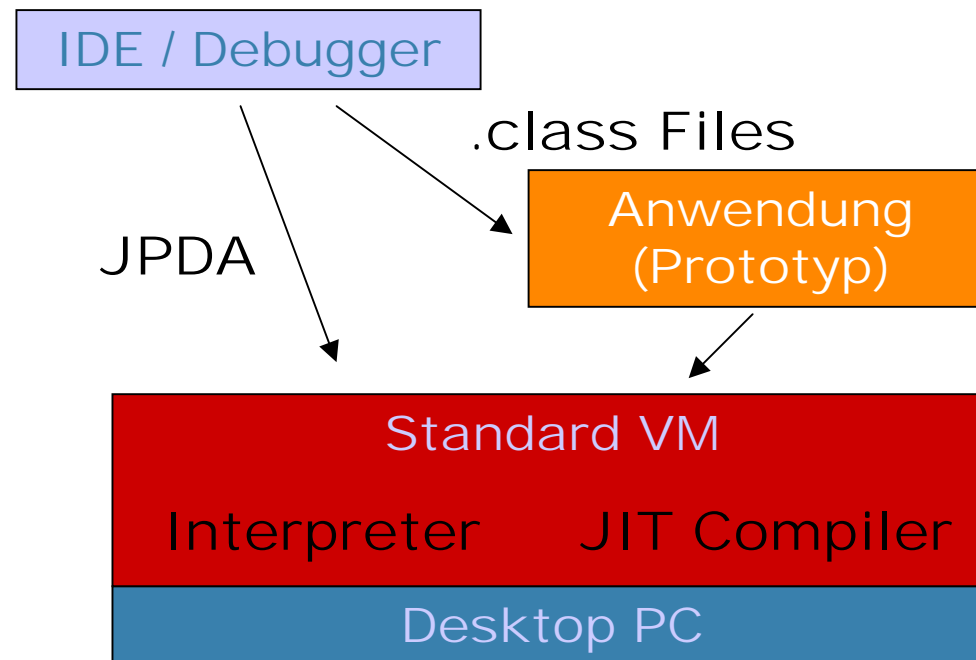 IDE / Debugger
.class Files
Anwendung
(Prototyp)
JPDA
Standard VM
Interpreter JIT Compiler
Desktop PC